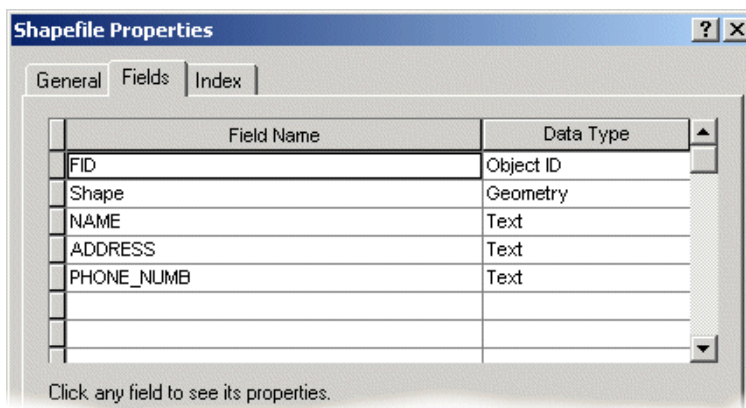 Shapefile Properties
General Fields Index
Field Name Data Type
FID Object ID
Shape Geometry
NAME Text
ADDRESS Text
PHONE_NUMB Text
Click any field to see its properties.